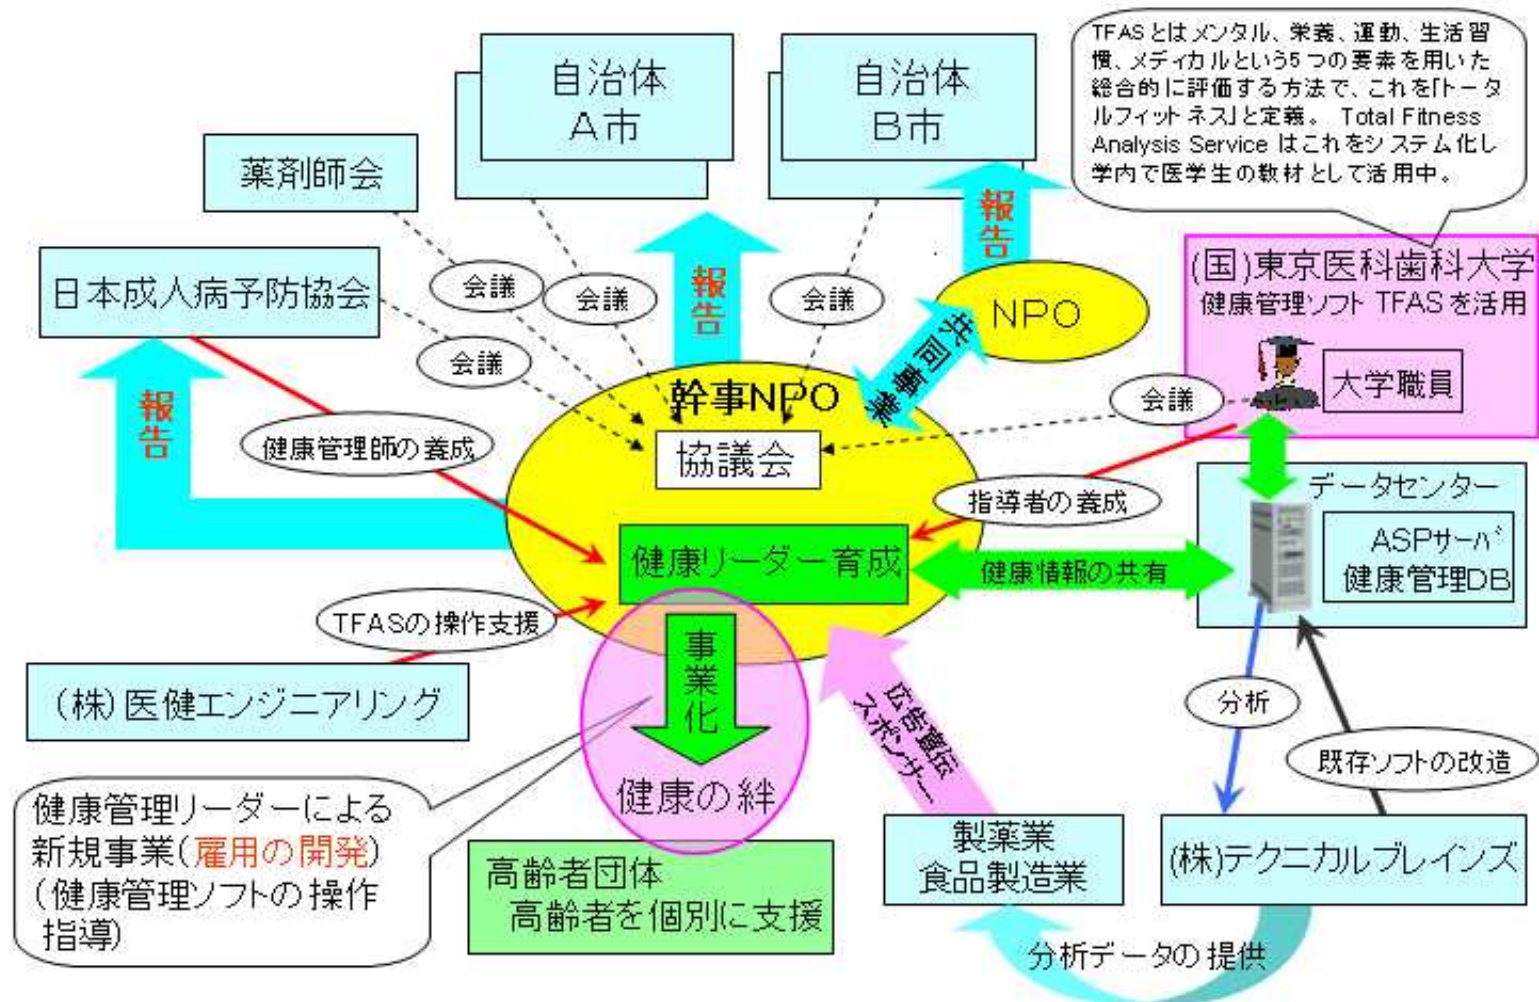 TFASとはメンタル、栄養、運動、生活習
慣、メディカルという5つの要素を用いた
総合的に評価する方法で、これを「トータ
ルフィットネス」と定義。 Total Fitness
Analysis Service はこれをシステム化し
学内で医学生の教材として活用中。
自治体
A市
自治体
B市
薬剤師会
日本成人病予防協会
報告
報告
報告
会議
会議
会議
会議
会議
NPO
共同事業
(国)東京医科歯科大学
健康管理ソフト TFAS を活用
大学職員
幹事NPO
協議会
健康管理師の養成
指導者の養成
データセンター
ASPサーバ
健康管理DB
健康リーダー育成
健康情報の共有
TFASの操作支援
(株)医健エンジニアリング
事業化
健康の絆
広告宣伝
スポンサー
分析
既存ソフトの改造
健康管理リーダーによる
新規事業(雇用の開発)
(健康管理ソフトの操作
指導)
高齢者団体
高齢者を個別に支援
製薬業
食品製造業
(株)テクニカルブレインズ
分析データの提供